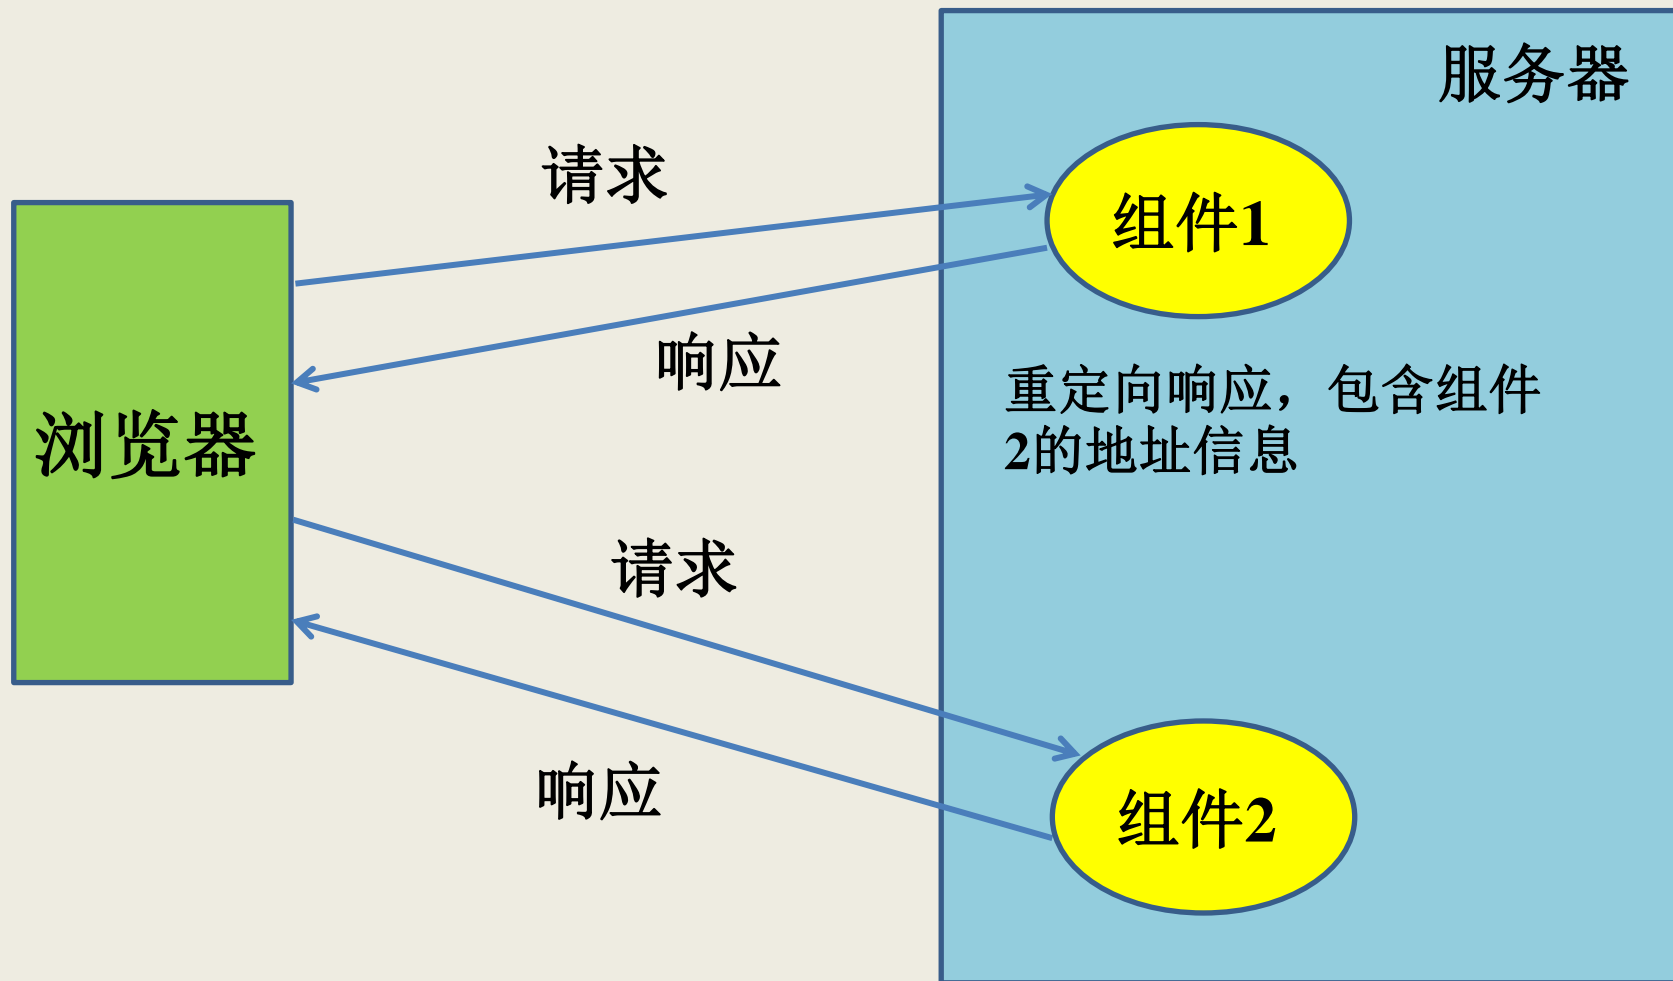 服务器
请求
组件1
响应
重定向响应，包含组件
2的地址信息
浏览器
请求
响应
组件2